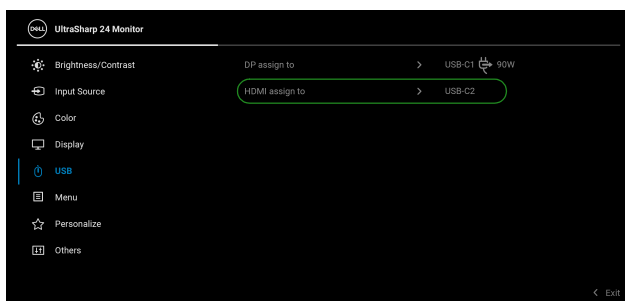 DELL UltraSharp 24 Monitor
Brightness/Contrast
DP assign to > USB-C1 90W
Input Source
HDMI assign to > USB-C2
Color
Display
USB
Menu
Personalize
Others
< Exit